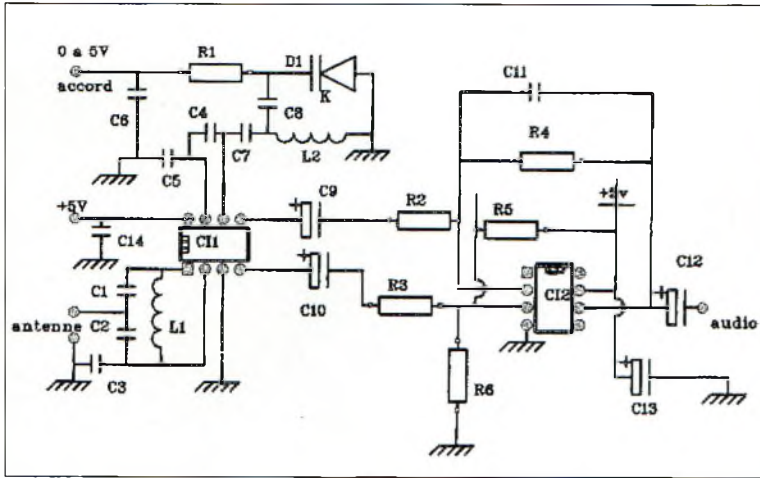 0 a 5V
accord
R1
D1
K
C6
C4
C8
C7
C5
L2
C11
R4
+5V
C14
CI1
C9
R2
R5
C1
C2
L1
antenne
C3
C10
R3
CI2
C12
audio
R6
C13